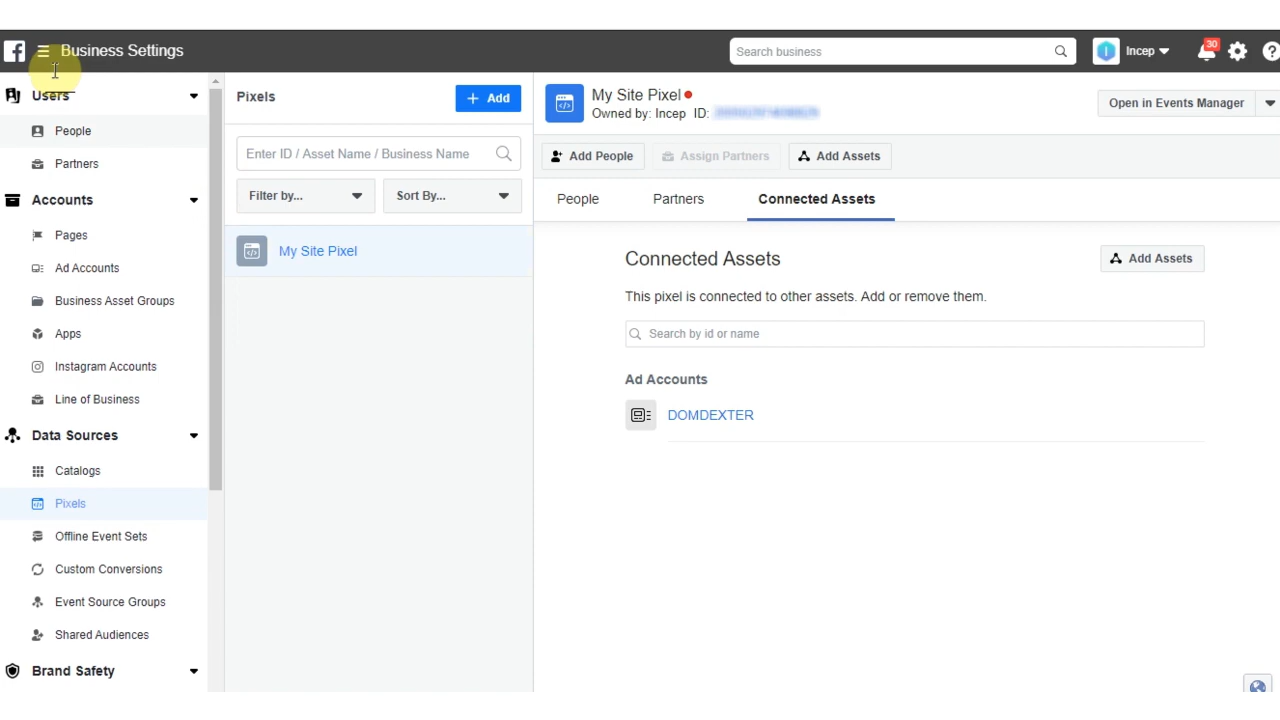 Business Settings
Search business
Incep
30
Users
People
Partners
Accounts
Pages
Ad Accounts
Business Asset Groups
Apps
Instagram Accounts
Line of Business
Data Sources
Catalogs
Pixels
Offline Event Sets
Custom Conversions
Event Source Groups
Shared Audiences
Brand Safety
Pixels
+ Add
Enter ID / Asset Name / Business Name
Filter by...
Sort By...
My Site Pixel
My Site Pixel
Owned by: Incep ID:
Open in Events Manager
Add People
Assign Partners
Add Assets
People
Partners
Connected Assets
Connected Assets
Add Assets
This pixel is connected to other assets. Add or remove them.
Search by id or name
Ad Accounts
DOMDEXTER